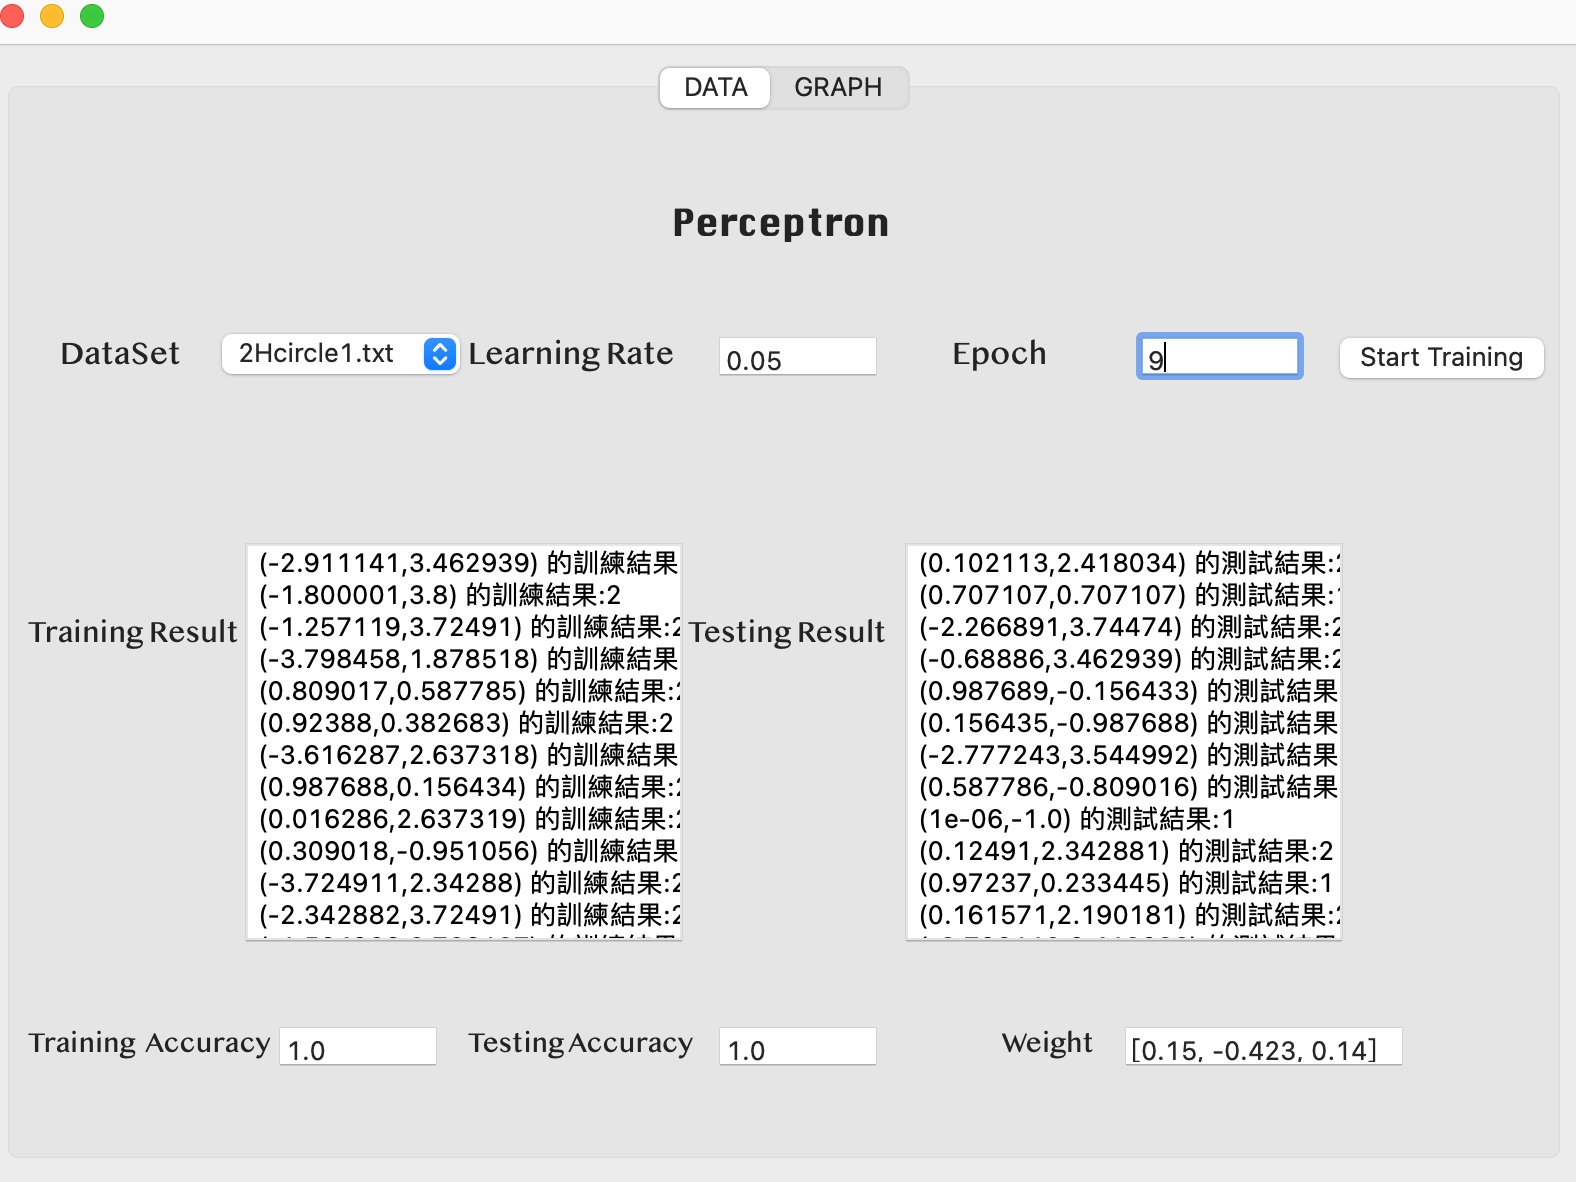 DATA GRAPH
Perceptron
DataSet 2Hcircle1.txt Learning Rate 0.05 Epoch 9 Start Training
Training Result
(-2.911141,3.462939) 的訓練結果
(-1.800001,3.8) 的訓練結果:2
(-1.257119,3.72491) 的訓練結果:2
(-3.798458,1.878518) 的訓練結果
(0.809017,0.587785) 的訓練結果:
(0.92388,0.382683) 的訓練結果:2
(-3.616287,2.637318) 的訓練結果
(0.987688,0.156434) 的訓練結果:
(0.016286,2.637319) 的訓練結果:
(0.309018,-0.951056) 的訓練結果
(-3.724911,2.34288) 的訓練結果:2
(-2.342882,3.72491) 的訓練結果:2
Testing Result
(0.102113,2.418034) 的測試結果:2
(0.707107,0.707107) 的測試結果:
(-2.266891,3.74474) 的測試結果:2
(-0.68886,3.462939) 的測試結果:2
(0.987689,-0.156433) 的測試結果
(0.156435,-0.987688) 的測試結果
(-2.777243,3.544992) 的測試結果
(0.587786,-0.809016) 的測試結果
(1e-06,-1.0) 的測試結果:1
(0.12491,2.342881) 的測試結果:2
(0.97237,0.233445) 的測試結果:1
(0.161571,2.190181) 的測試結果:2
Training Accuracy 1.0 Testing Accuracy 1.0 Weight [0.15, -0.423, 0.14]